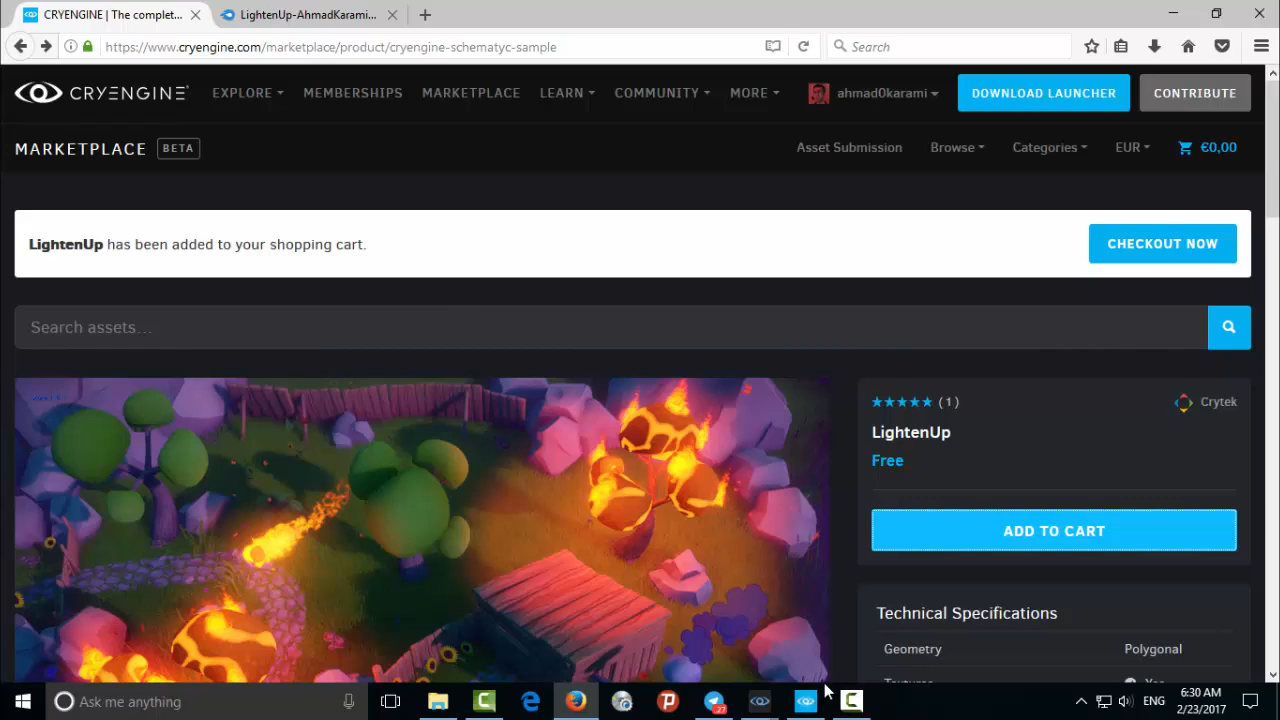 CRYENGINE | The complet...
LightenUp-AhmadKarami...
https://www.cryengine.com/marketplace/product/cryengine-schematyc-sample
Search
CRYENGINE
EXPLORE
MEMBERSHIPS
MARKETPLACE
LEARN
COMMUNITY
MORE
ahmad0karami
DOWNLOAD LAUNCHER
CONTRIBUTE
MARKETPLACE
BETA
Asset Submission
Browse
Categories
EUR
€0,00
LightenUp has been added to your shopping cart.
CHECKOUT NOW
Search assets...
(1)
Crytek
LightenUp
Free
ADD TO CART
Technical Specifications
Geometry
Polygonal
Textures
Yes
Ask me anything
27
ENG
6:30 AM
2/23/2017